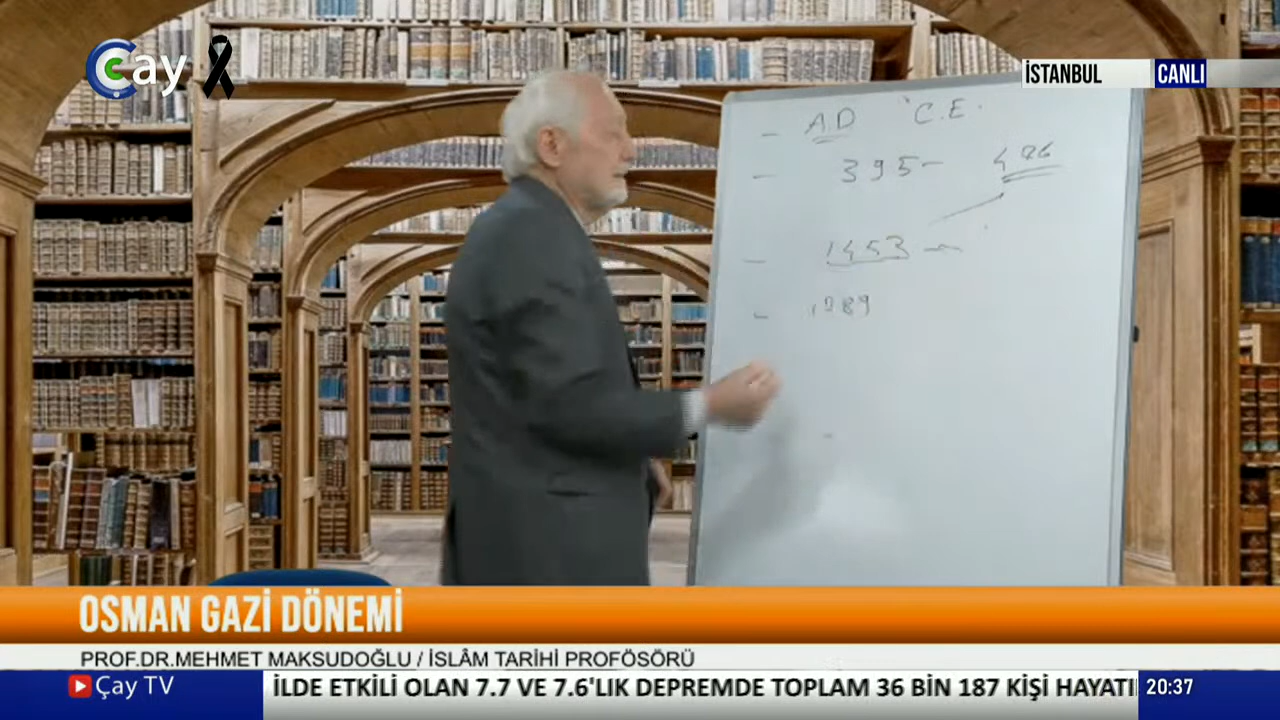 Çay
İSTANBUL CANLI
- AD C.E.
- 395-
- 1453
OSMAN GAZİ DÖNEMİ
PROF.DR.MEHMET MAKSUDOĞLU / İSLÂM TARİHİ PROFÖSÖRÜ
Çay TV
İLDE ETKİLİ OLAN 7.7 VE 7.6'LIK DEPREMDE TOPLAM 36 BİN 187 KİŞİ HAYATI
20:37